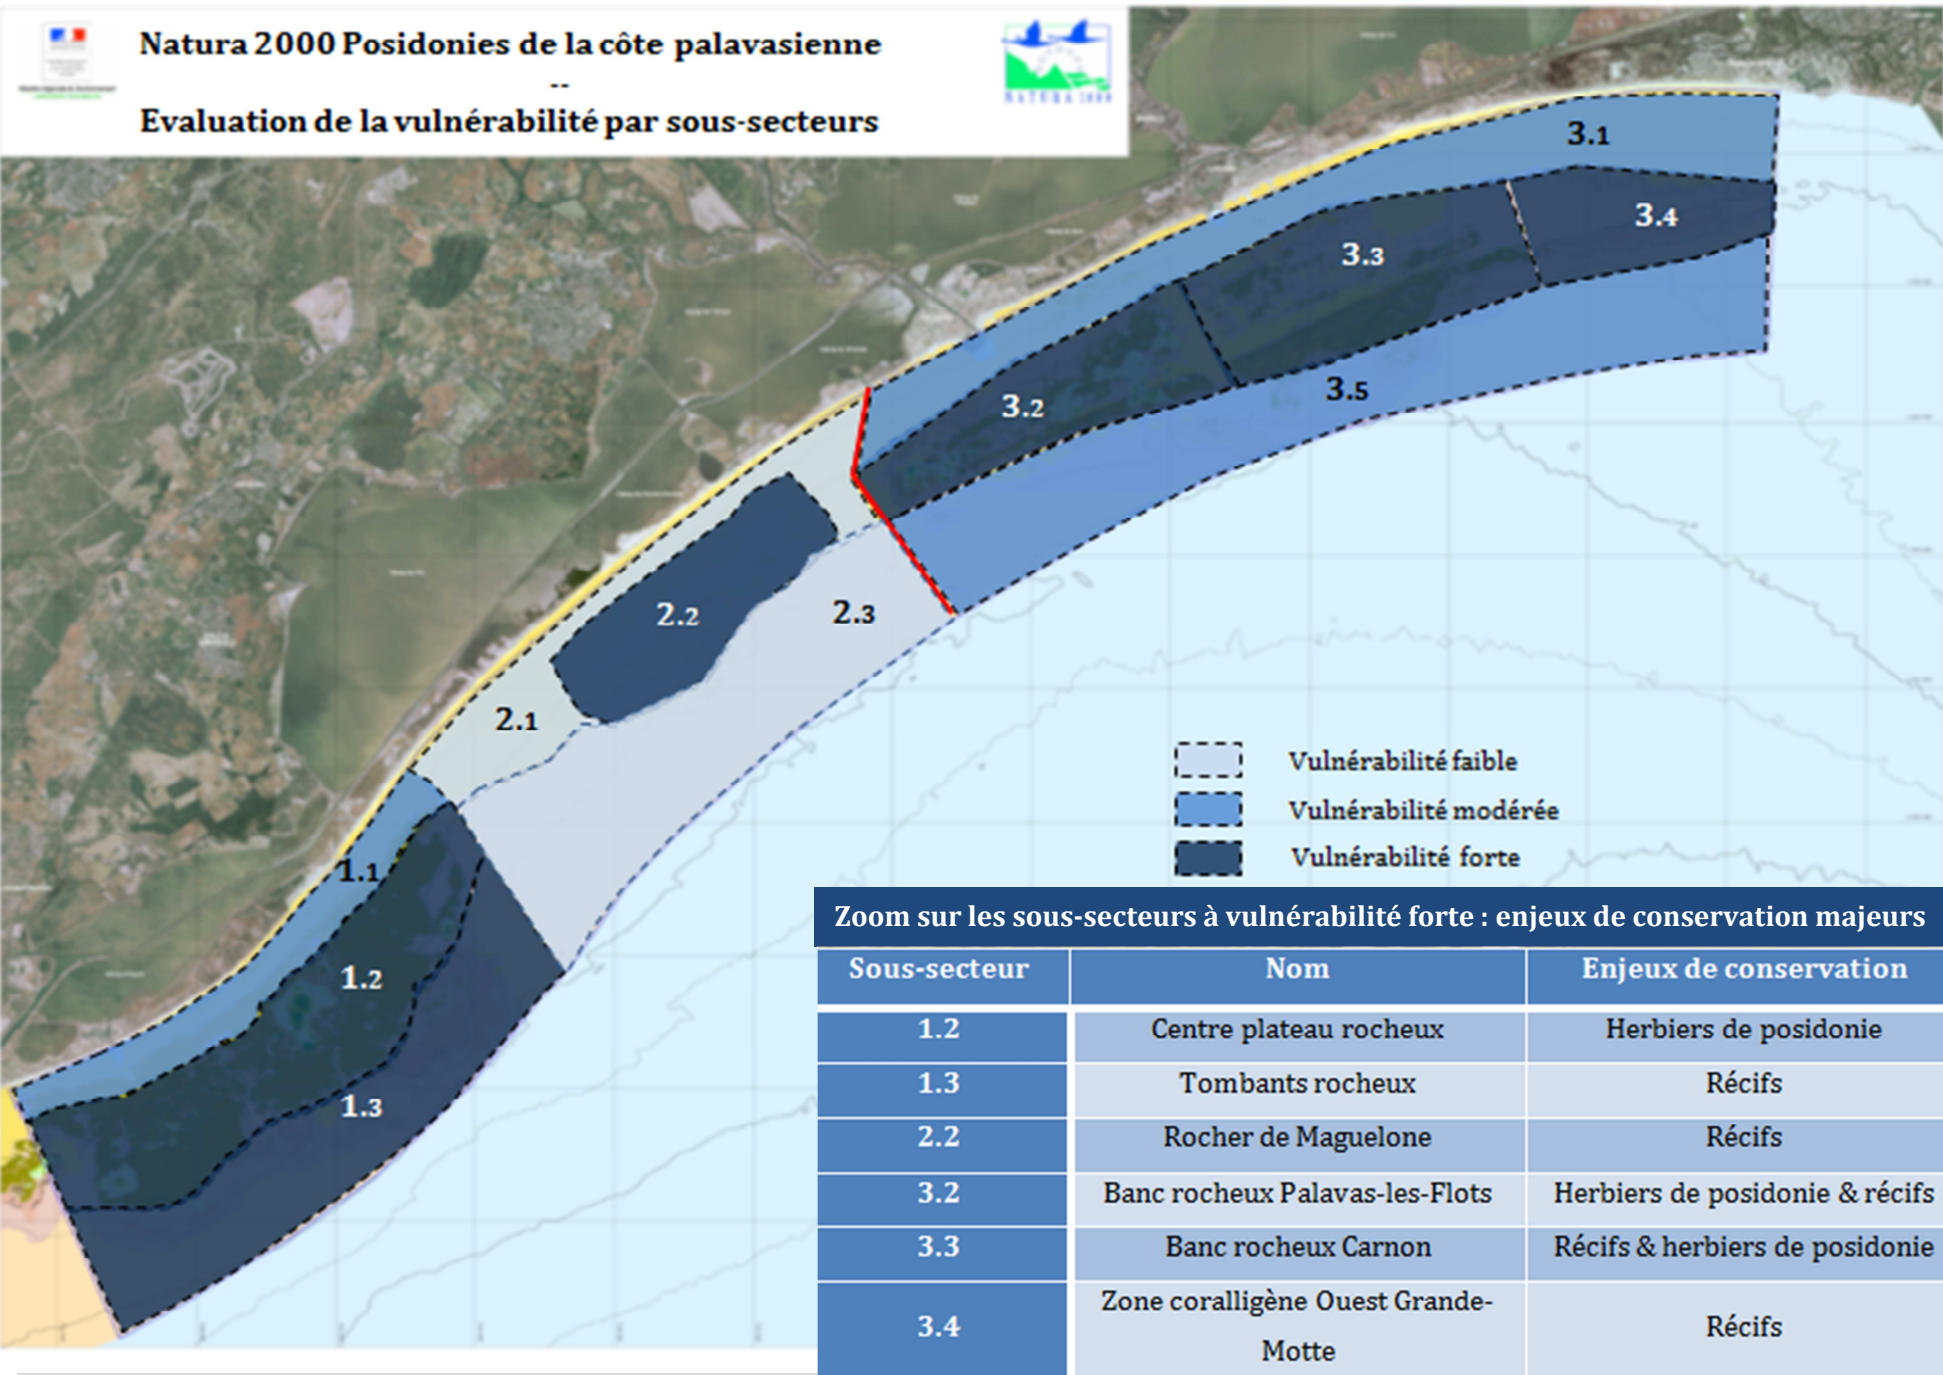 Natura 2000 Posidonies de la côte palavasienne
--
Evaluation de la vulnérabilité par sous-secteurs
NATURA 2000
3.1
3.4
3.3
3.5
3.2
2.2
2.3
2.1
1.1
1.2
1.3
Vulnérabilité faible
Vulnérabilité modérée
Vulnérabilité forte
Zoom sur les sous-secteurs à vulnérabilité forte : enjeux de conservation majeurs
Sous-secteur Nom Enjeux de conservation
1.2 Centre plateau rocheux Herbiers de posidonie
1.3 Tombants rocheux Récifs
2.2 Rocher de Maguelone Récifs
3.2 Banc rocheux Palavas-les-Flots Herbiers de posidonie & récifs
3.3 Banc rocheux Carnon Récifs & herbiers de posidonie
3.4 Zone coralligène Ouest Grande-
Motte Récifs